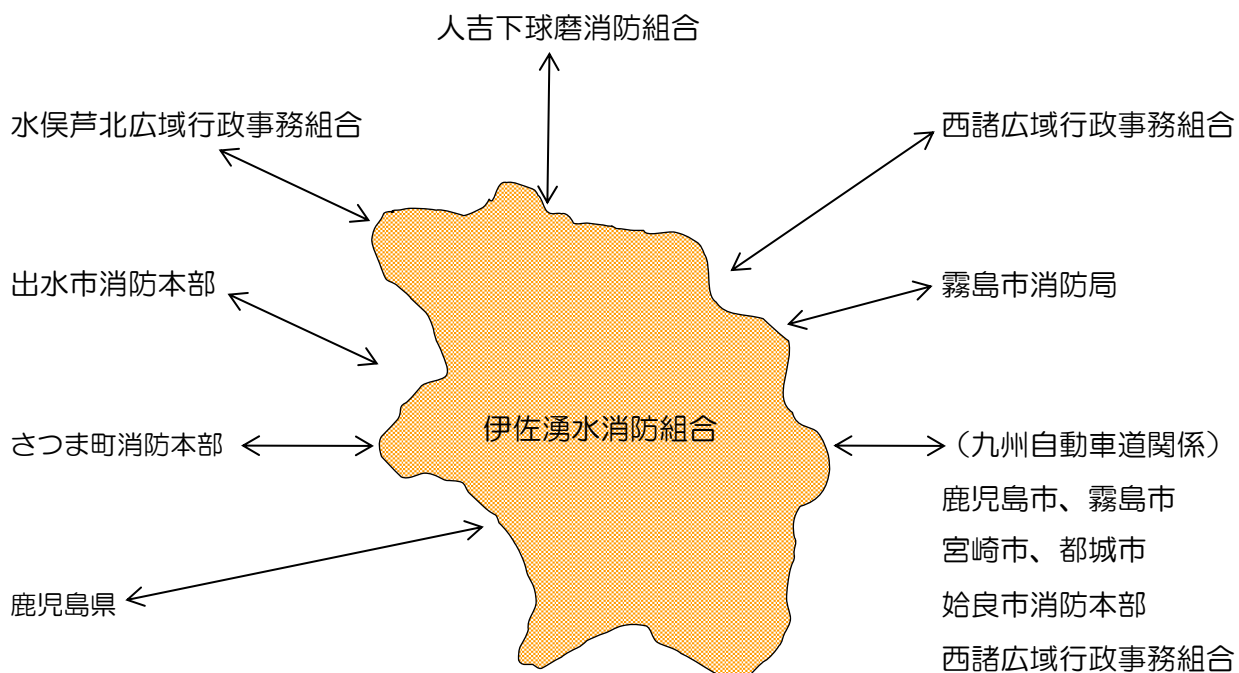 人吉下球磨消防組合
水俣芦北広域行政事務組合
西諸広域行政事務組合
出水市消防本部
霧島市消防局
伊佐湧水消防組合
さつま町消防本部
（九州自動車道関係）
鹿児島市、霧島市
宮崎市、都城市
姶良市消防本部
西諸広域行政事務組合
鹿児島県